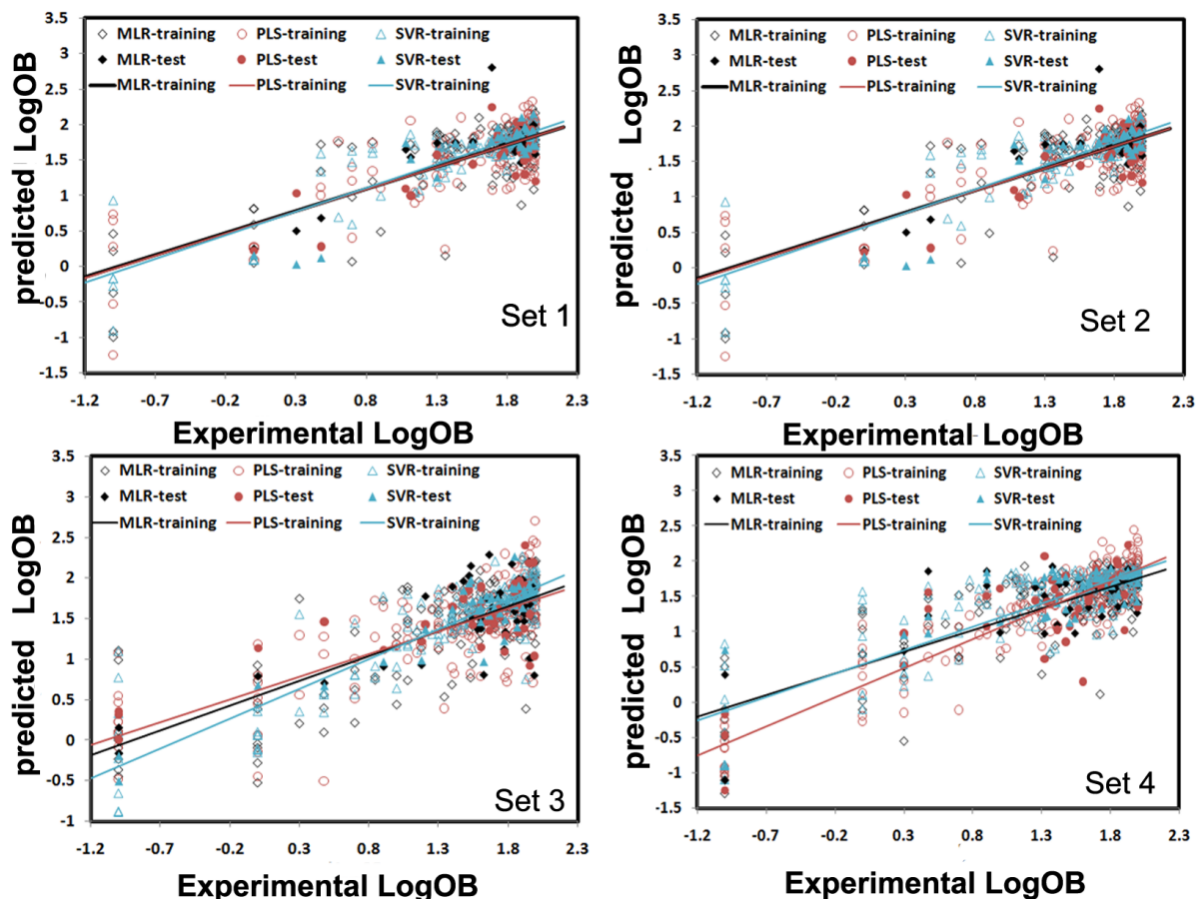 3.5
3
2.5
2
1.5
1
0.5
0
-0.5
-1
-1.5
predicted LogOB
MLR-training PLS-training SVR-training
MLR-test PLS-test SVR-test
MLR-training PLS-training SVR-training
Set 1
-1.2 -0.7 -0.2 0.3 0.8 1.3 1.8 2.3
Experimental LogOB
3.5
3
2.5
2
1.5
1
0.5
0
-0.5
-1
-1.5
predicted LogOB
MLR-training PLS-training SVR-training
MLR-test PLS-test SVR-test
MLR-training PLS-training SVR-training
Set 2
-1.2 -0.7 -0.2 0.3 0.8 1.3 1.8 2.3
Experimental LogOB
3.5
3
2.5
2
1.5
1
0.5
0
-0.5
-1
predicted LogOB
MLR-training PLS-training SVR-training
MLR-test PLS-test SVR-test
MLR-training PLS-training SVR-training
Set 3
-1.2 -0.7 -0.2 0.3 0.8 1.3 1.8 2.3
Experimental LogOB
3.5
3
2.5
2
1.5
1
0.5
0
-0.5
-1
-1.5
predicted LogOB
MLR-training PLS-training SVR-training
MLR-test PLS-test SVR-test
MLR-training PLS-training SVR-training
Set 4
-1.2 -0.7 -0.2 0.3 0.8 1.3 1.8 2.3
Experimental LogOB